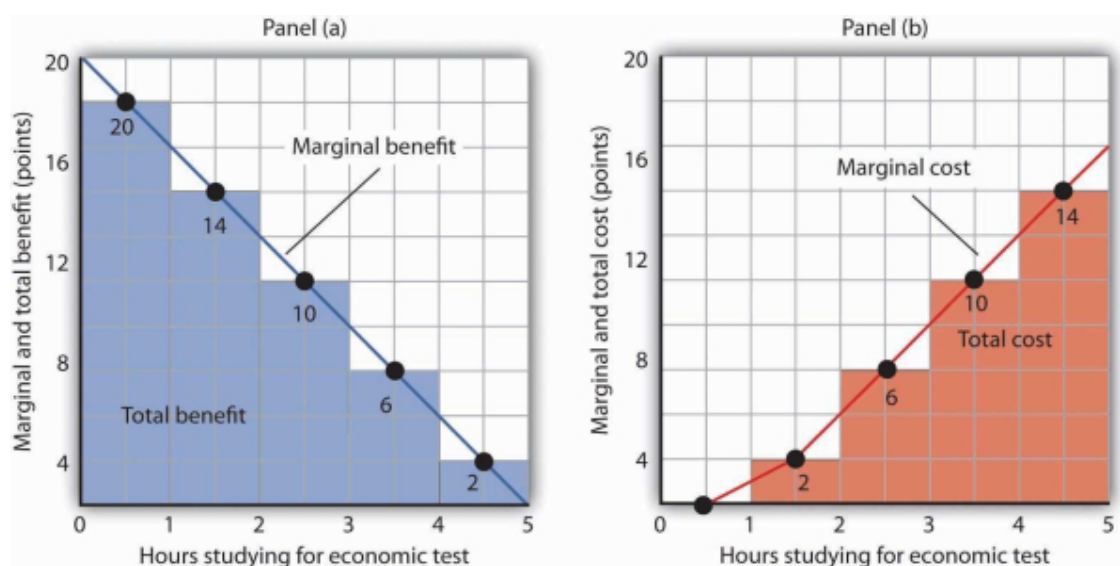 Panel (a)
Marginal and total benefit (points)
20
16
12
8
4
20
Marginal benefit
14
10
6
Total benefit
2
0 1 2 3 4 5
Hours studying for economic test
Panel (b)
Marginal and total cost (points)
20
16
12
8
4
Marginal cost
14
10
Total cost
6
2
0 1 2 3 4 5
Hours studying for economic test